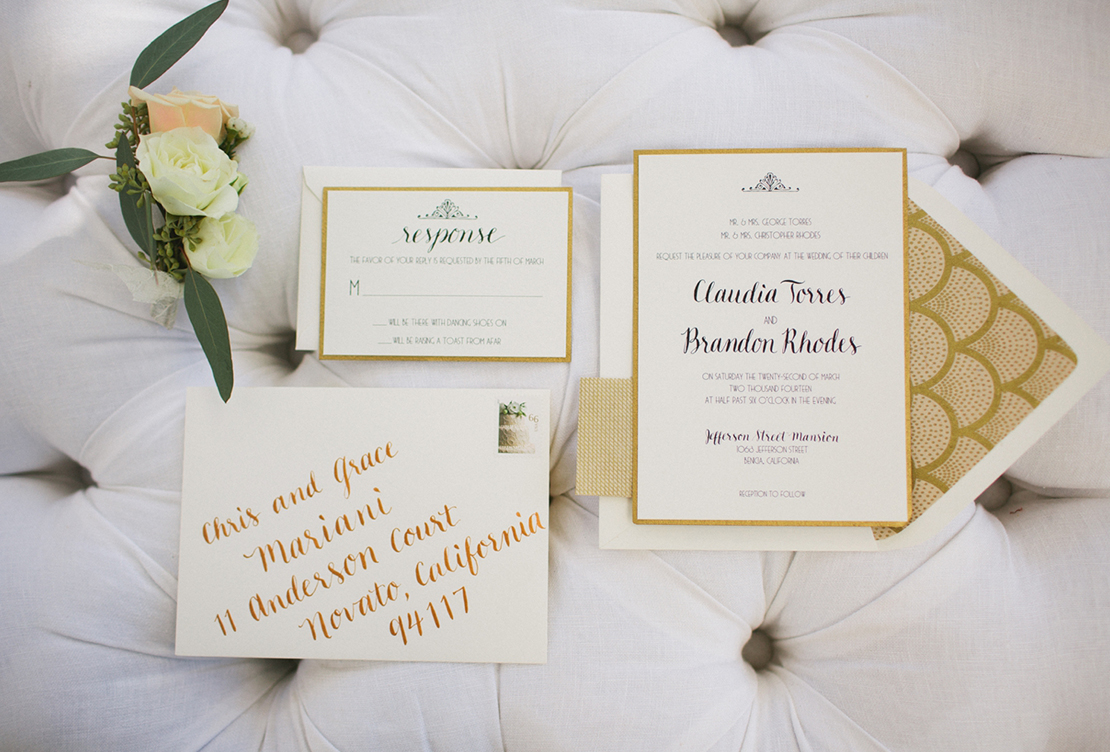 response
THE FAVOR OF YOUR REPLY IS REQUESTED BY THE FIFTH OF MARCH
M
WILL BE THERE WITH DANCING SHOES ON
WILL BE RAISING A TOAST FROM AFAR
MR. & MRS. GEORGE TORRES
MR. & MRS. CHRISTOPHER RHODES
REQUEST THE PLEASURE OF YOUR COMPANY AT THE WEDDING OF THEIR CHILDREN
Claudia Torres
AND
Brandon Rhodes
ON SATURDAY THE TWENTY-SECOND OF MARCH
TWO THOUSAND FOURTEEN
AT HALF PAST SIX O'CLOCK IN THE EVENING
Jefferson Street Mansion
1063 JEFFERSON STREET
BENICIA, CALIFORNIA
RECEPTION TO FOLLOW
66
Chris and Grace
Mariani
11 Anderson Court
Novato, California
94117